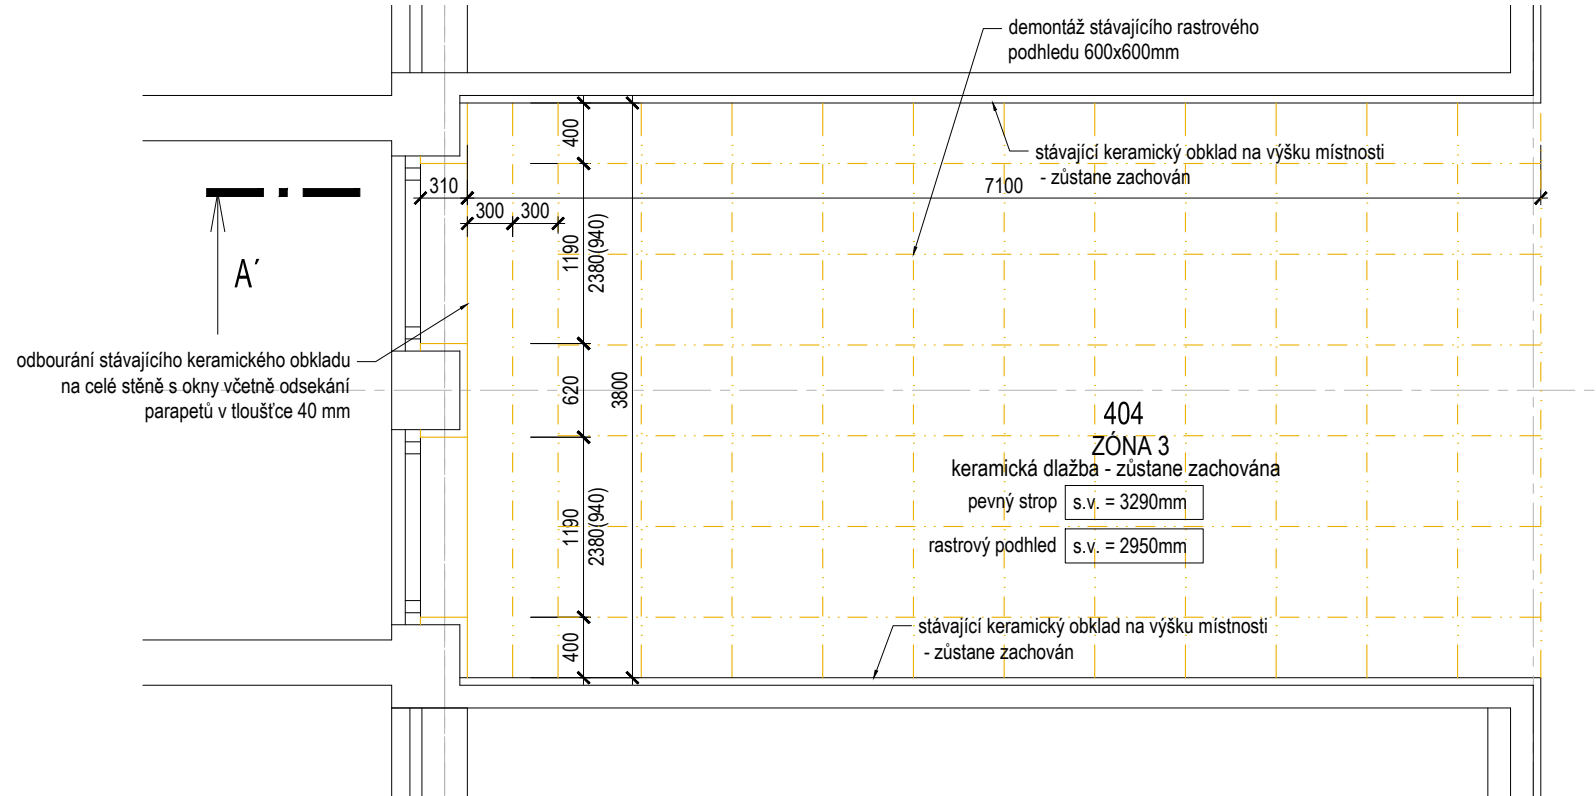 demontáž stávajícího rastrového
podhledu 600x600mm
400
stávající keramický obklad na výšku místnosti
- zůstane zachován
310
7100
300
300
1190
2380(940)
A´
odbourání stávajícího keramického obkladu
na celé stěně s okny včetně odsekání
parapetů v tloušťce 40 mm
620
3800
404
ZÓNA 3
keramická dlažba - zůstane zachována
pevný strop
s.v. = 3290mm
rastrový podhled
s.v. = 2950mm
1190
2380(940)
400
stávající keramický obklad na výšku místnosti
- zůstane zachován